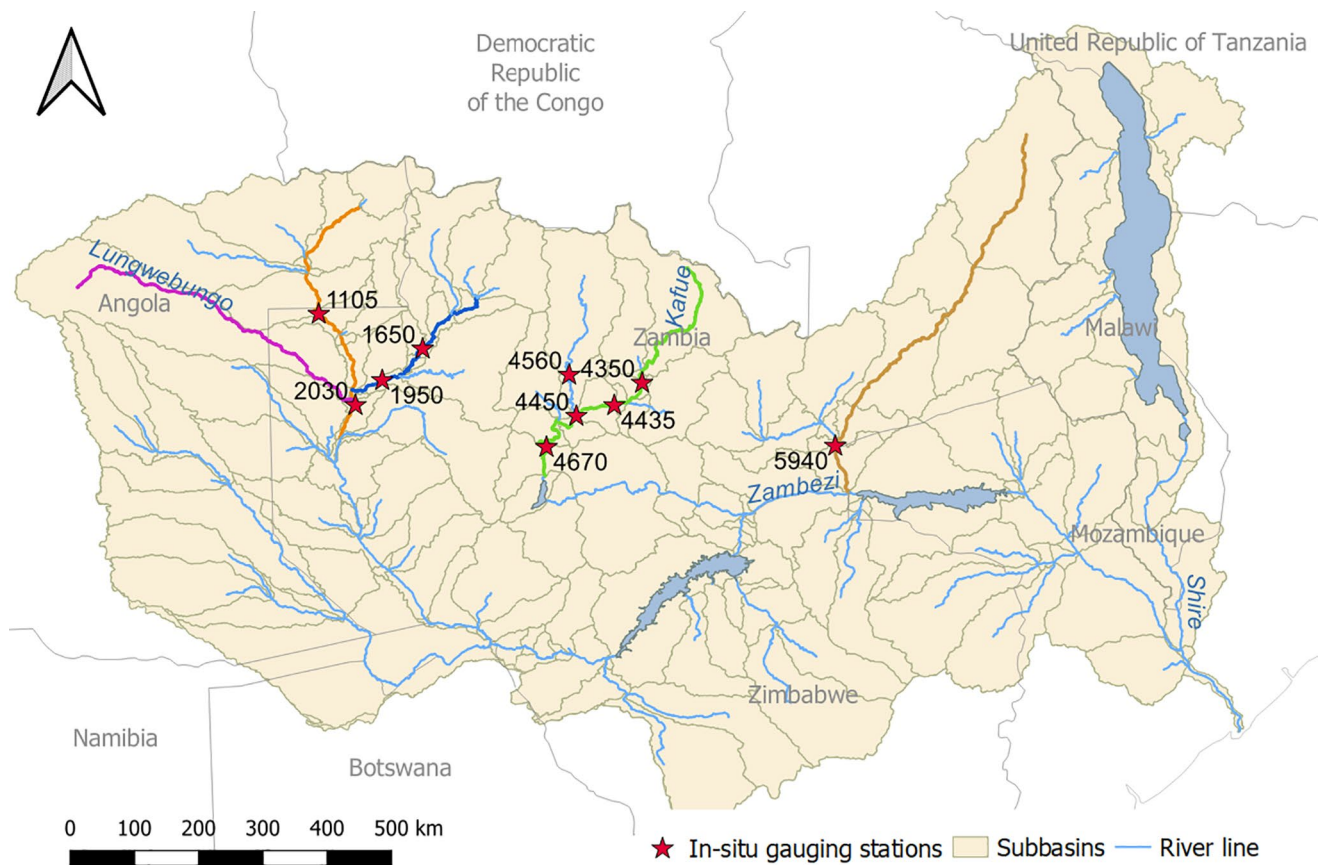 Democratic
Republic
of the Congo
United Republic of Tanzania
Lungwebungo
Angola
1105
1650
2030
1950
Kafue
Zambia
4560
4350
4450
4435
4670
Malawi
5940
Zambezi
Mozambique
Shire
Zimbabwe
Namibia
Botswana
0 100 200 300 400 500 km
In-situ gauging stations
Subbasins
River line